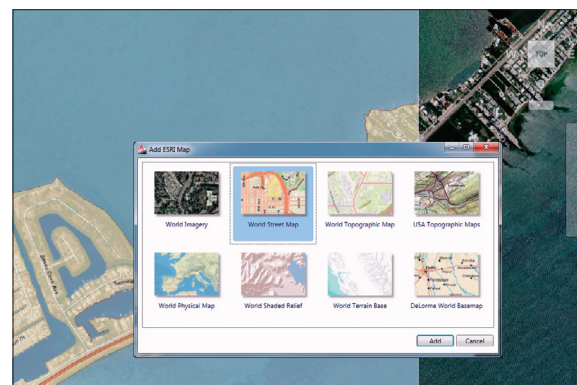 TOP
Add ESRI Map
World Imagery
World Street Map
World Topographic Map
USA Topographic Maps
World Physical Map
World Shaded Relief
World Terrain Base
DeLorme World Basemap
Add
Cancel